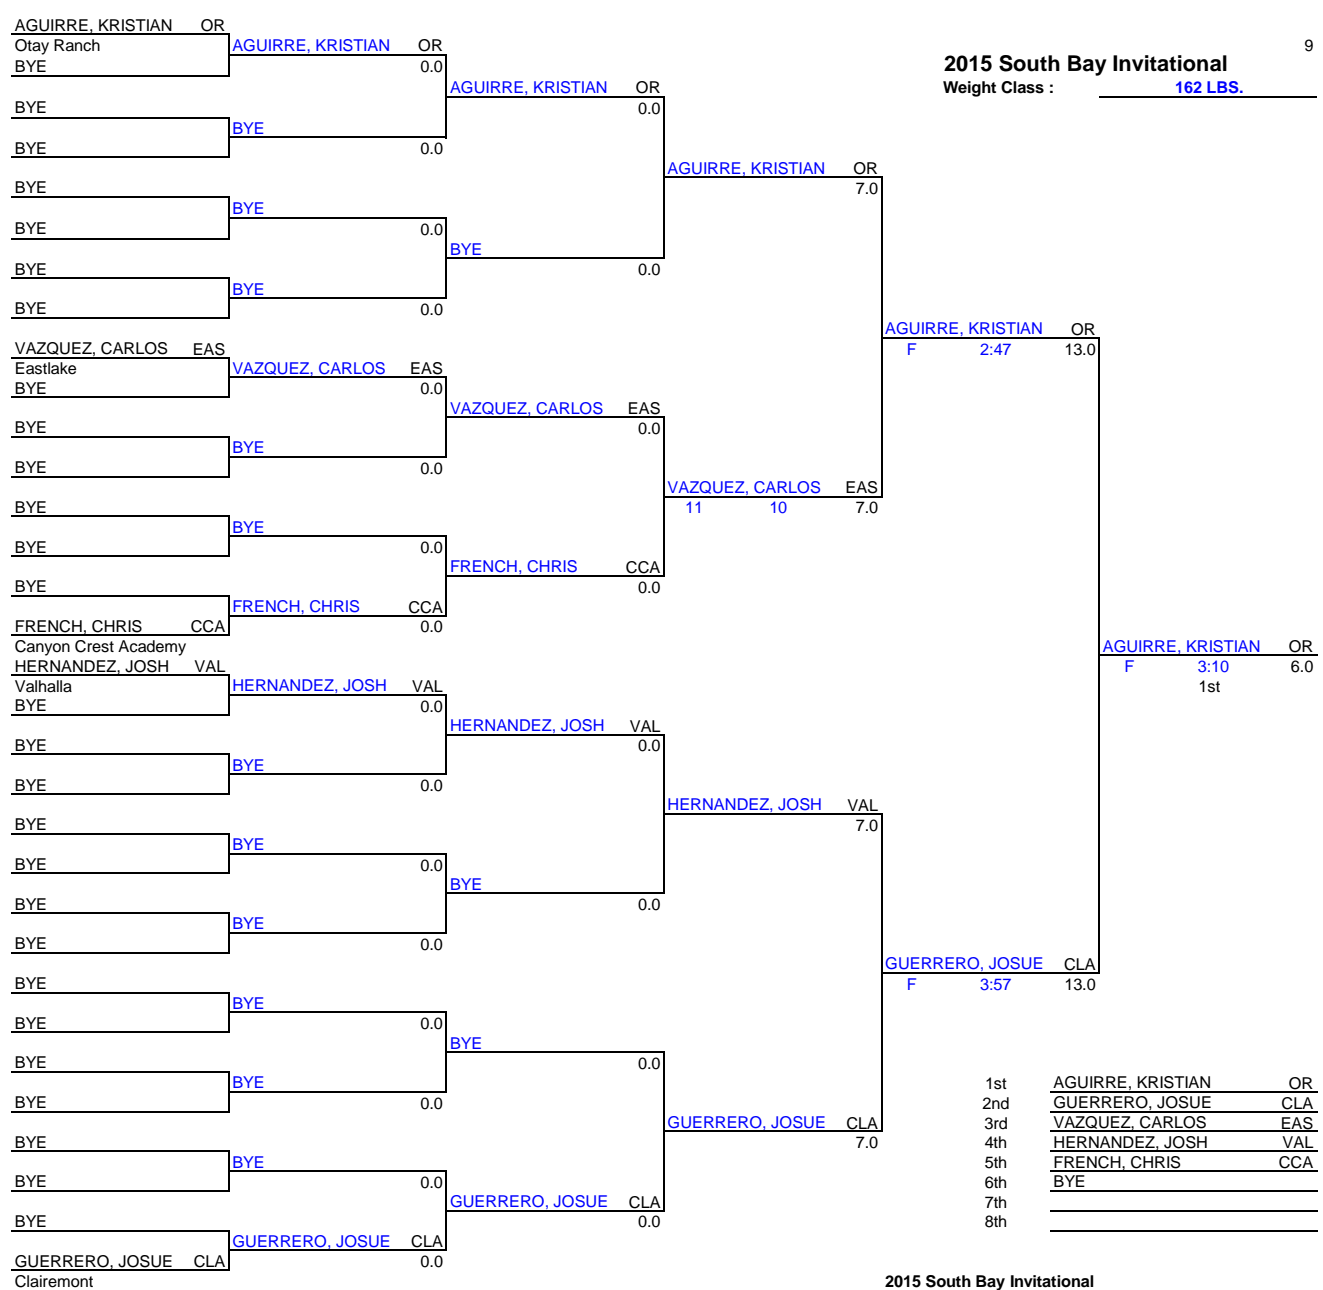 AGUIRRE, KRISTIAN OR
Otay Ranch
BYE
BYE
BYE
BYE
BYE
BYE
BYE
VAZQUEZ, CARLOS EAS
Eastlake
BYE
BYE
BYE
BYE
BYE
BYE
FRENCH, CHRIS CCA
Canyon Crest Academy
HERNANDEZ, JOSH VAL
Valhalla
BYE
BYE
BYE
BYE
BYE
BYE
BYE
BYE
BYE
BYE
BYE
BYE
BYE
BYE
GUERRERO, JOSUE CLA
Clairemont
AGUIRRE, KRISTIAN OR
0.0
BYE
0.0
BYE
0.0
BYE
0.0
VAZQUEZ, CARLOS EAS
0.0
BYE
0.0
BYE
0.0
FRENCH, CHRIS CCA
0.0
HERNANDEZ, JOSH VAL
0.0
BYE
0.0
BYE
0.0
BYE
0.0
BYE
0.0
BYE
0.0
BYE
0.0
GUERRERO, JOSUE CLA
0.0
AGUIRRE, KRISTIAN OR
0.0
BYE
0.0
VAZQUEZ, CARLOS EAS
0.0
FRENCH, CHRIS CCA
0.0
HERNANDEZ, JOSH VAL
0.0
BYE
0.0
BYE
0.0
GUERRERO, JOSUE CLA
0.0
AGUIRRE, KRISTIAN OR
7.0
VAZQUEZ, CARLOS EAS
11 10 7.0
HERNANDEZ, JOSH VAL
7.0
GUERRERO, JOSUE CLA
7.0
9
2015 South Bay Invitational
Weight Class : 162 LBS.
AGUIRRE, KRISTIAN OR
F 2:47 13.0
GUERRERO, JOSUE CLA
F 3:57 13.0
AGUIRRE, KRISTIAN OR
F 3:10 6.0
1st
1st AGUIRRE, KRISTIAN OR
2nd GUERRERO, JOSUE CLA
3rd VAZQUEZ, CARLOS EAS
4th HERNANDEZ, JOSH VAL
5th FRENCH, CHRIS CCA
6th BYE
7th
8th
2015 South Bay Invitational